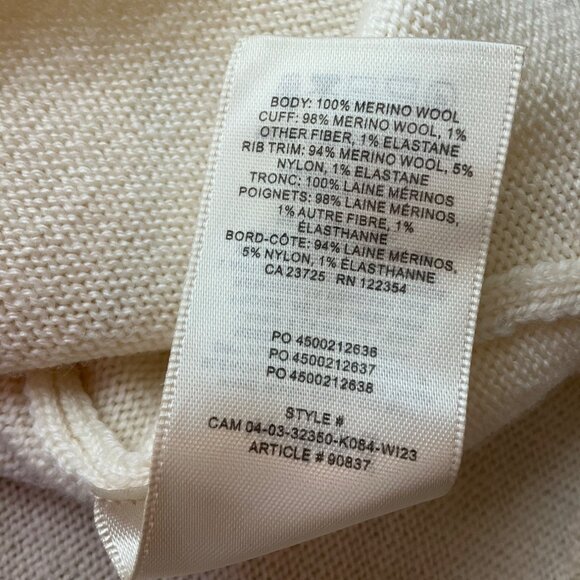 BODY: 100% MERINO WOOL
CUFF: 98% MERINO WOOL, 1%
OTHER FIBER, 1% ELASTANE
RIB TRIM: 94% MERINO WOOL, 5%
NYLON, 1% ELASTANE
TRONC: 100% LAINE MÉRINOS
POIGNETS: 98% LAINE MÉRINOS,
1% AUTRE FIBRE, 1%
ÉLASTHANNE
BORD-CÔTE: 94% LAINE MÉRINOS,
5% NYLON, 1% ÉLASTHANNE
CA 23725 RN 122354
PO 4500212636
PO 4500212637
PO 4500212638
STYLE #
CAM 04-03-32350-K084-WI23
ARTICLE # 90837